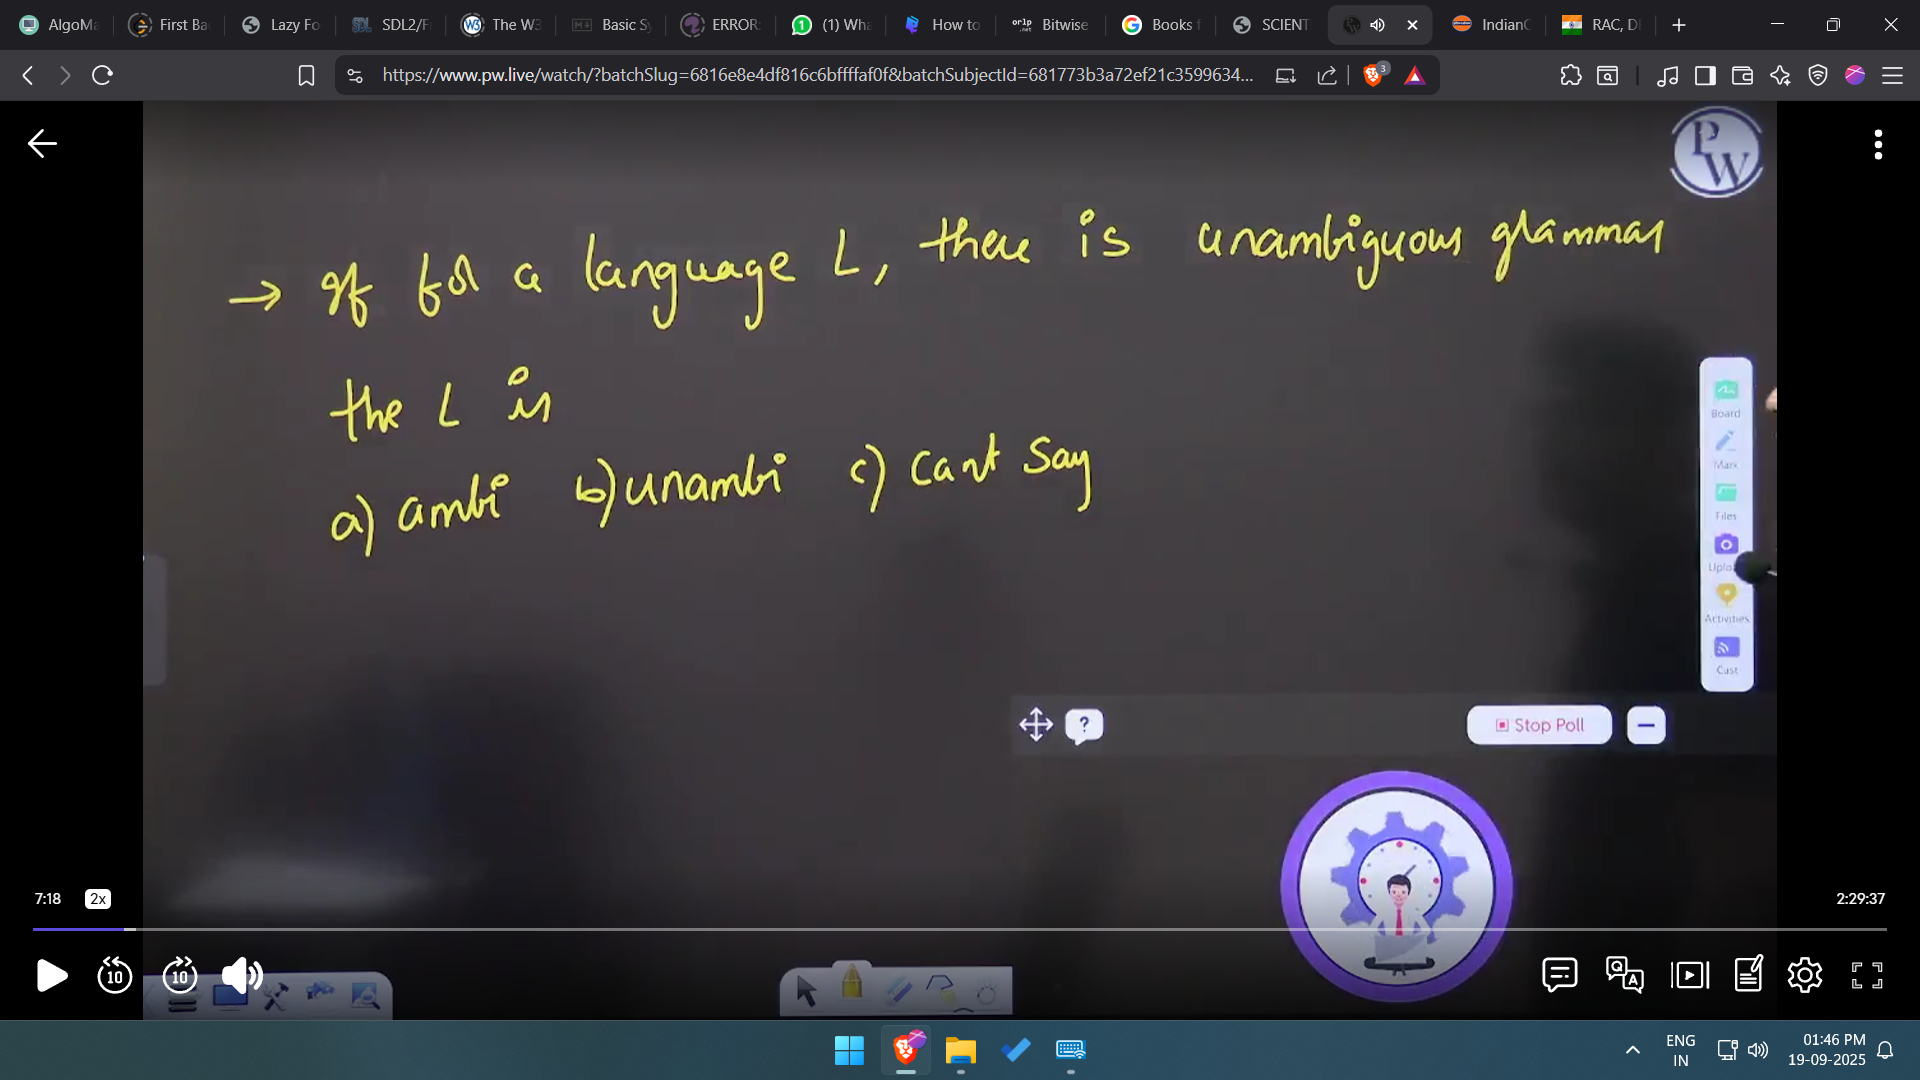 AlgoMa
First Ba
Lazy Fo
SDL2/F
The W3
Basic Sy
ERROR:
(1) Wha
How to
Bitwise
Books f
SCIENT
IndianC
RAC, D
https://www.pw.live/watch/?batchSlug=6816e8e4df816c6bffffaf0f&batchSubjectId=681773b3a72ef21c3599634...
3
PW
→ If for a language L, there is unambiguous grammar
the L is
a) ambi b) unambi c) cant say
Board
Mark
Files
Activities
Cast
? Stop Poll
7:18 2x 2:29:37
10 10
Q A
ENG 01:46 PM
IN 19-09-2025